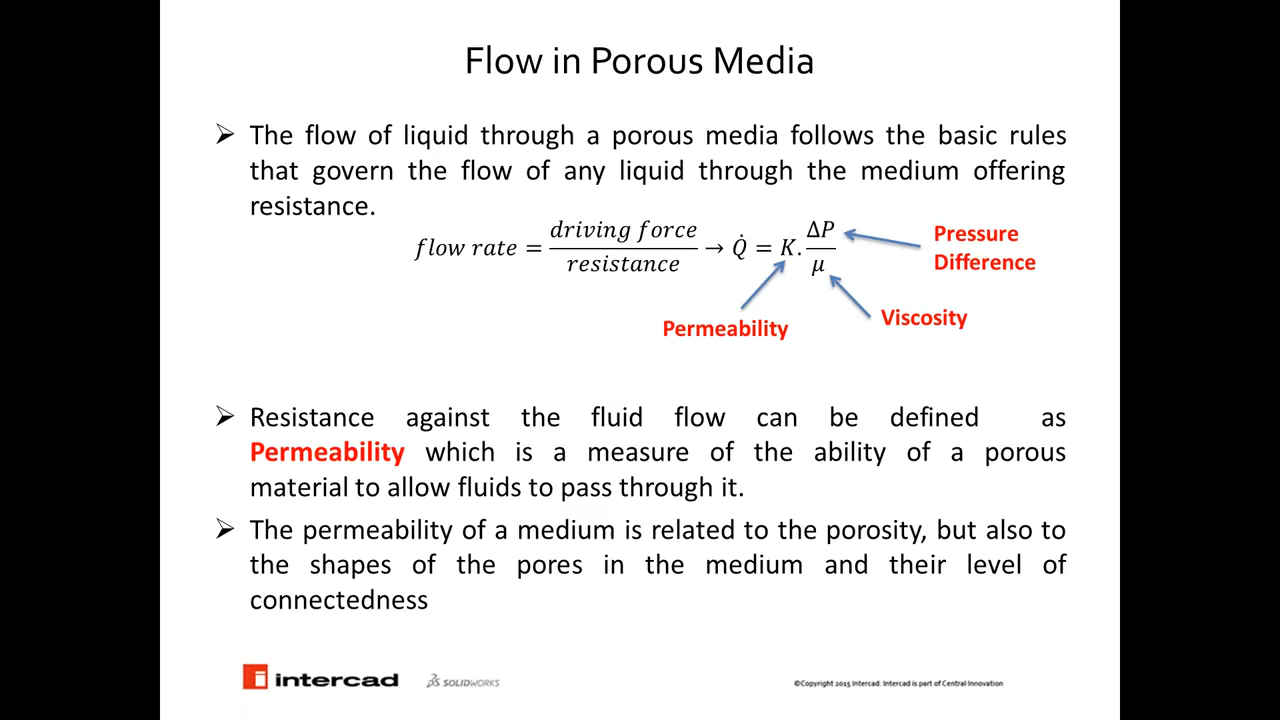 Flow in Porous Media
➢ The flow of liquid through a porous media follows the basic rules
that govern the flow of any liquid through the medium offering
resistance.
flow rate = driving force / resistance → Q̇ = K. ΔP / μ
Pressure
Difference
Viscosity
Permeability
➢ Resistance against the fluid flow can be defined as
Permeability which is a measure of the ability of a porous
material to allow fluids to pass through it.
➢ The permeability of a medium is related to the porosity, but also to
the shapes of the pores in the medium and their level of
connectedness
intercad
SOLIDWORKS
©Copyright 2015 Intercad. Intercad is part of Central Innovation